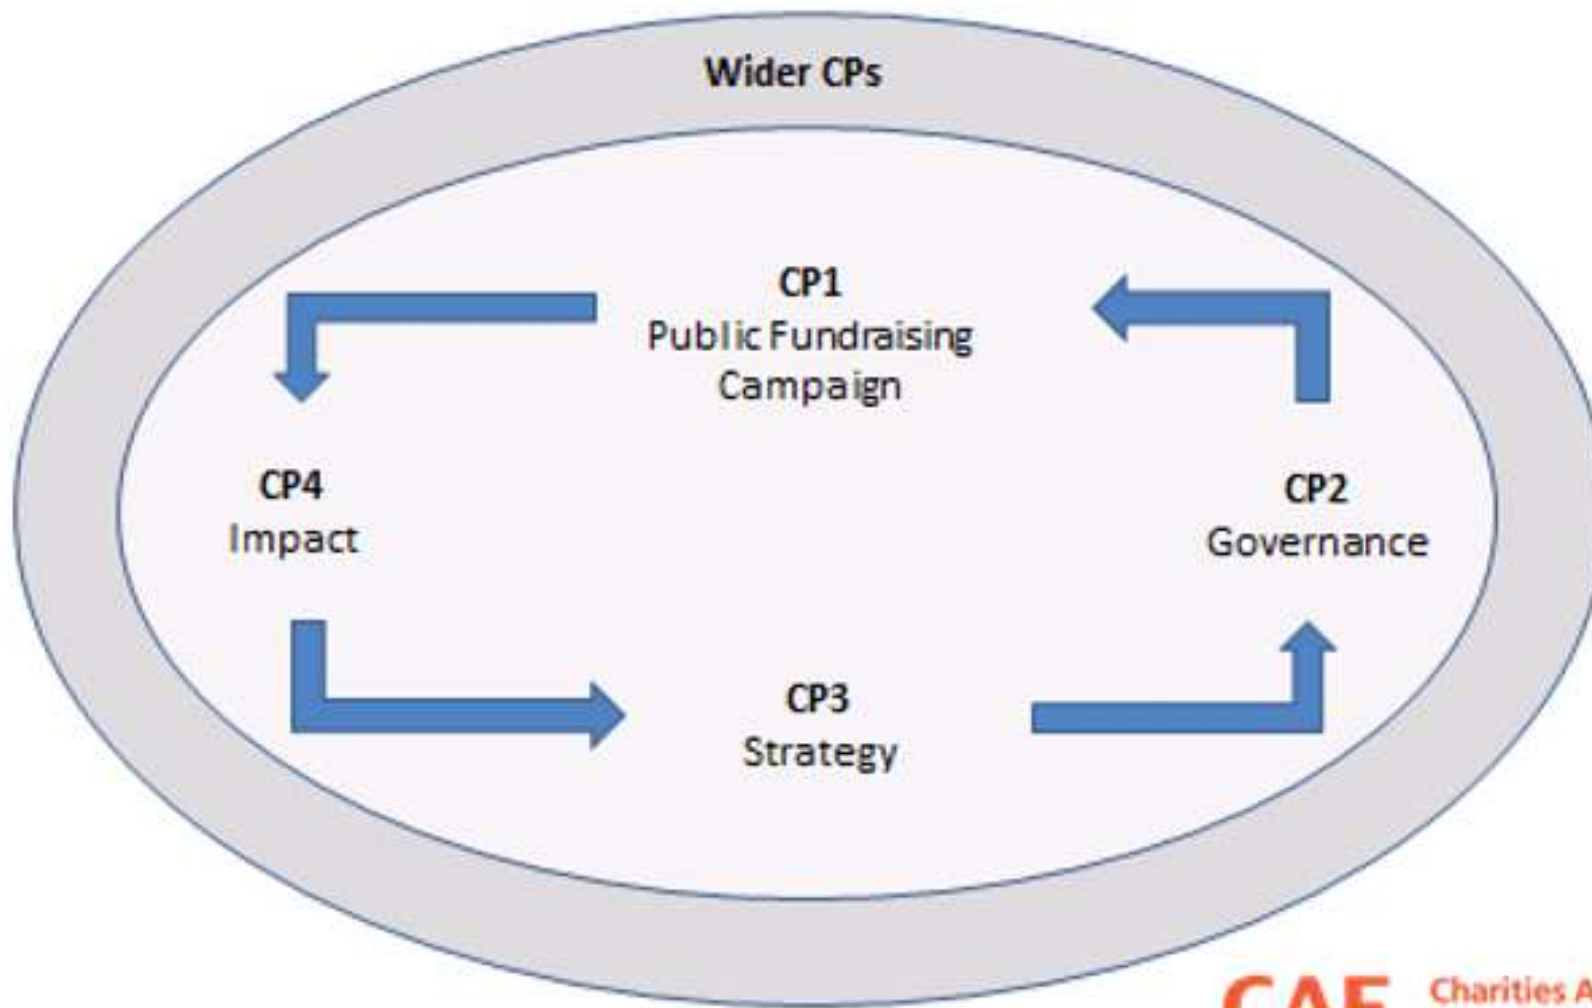 Wider CPs
CP1
Public Fundraising
Campaign
CP4
Impact
CP2
Governance
CP3
Strategy
CAF
Charities